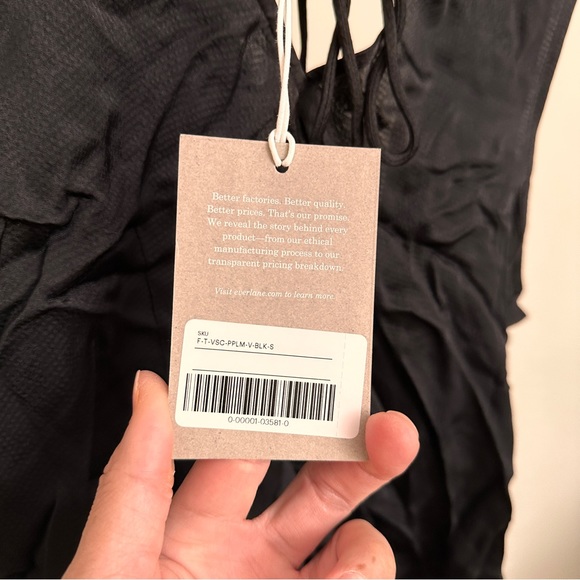 Better factories. Better quality.
Better prices. That's our promise.
We reveal the story behind every
product—from our ethical
manufacturing process to our
transparent pricing breakdown.
Visit everlane.com to learn more.
SKU
F-T-VSC-PPLM-V-BLK-S
0-00001-03581-0